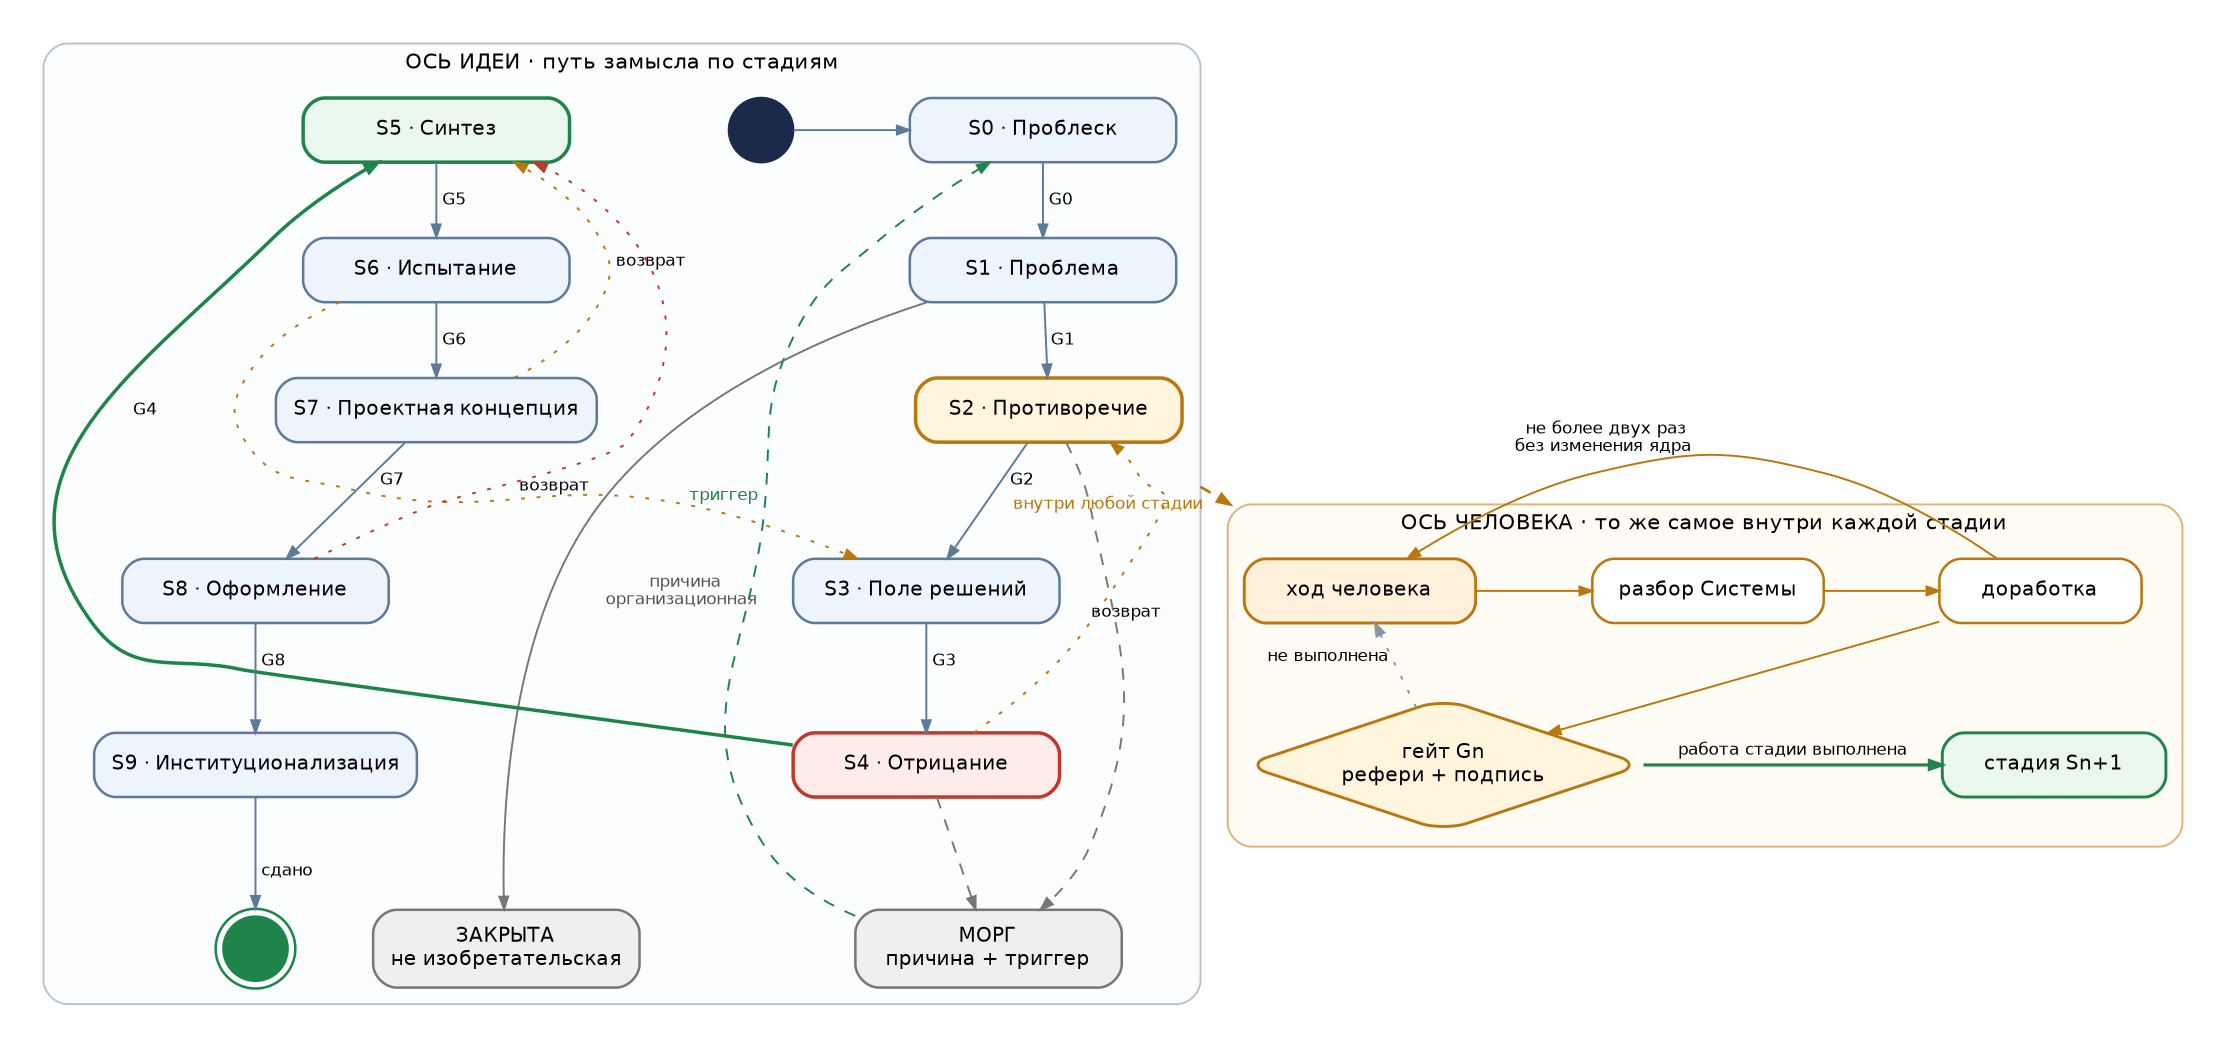 ОСЬ ИДЕИ · путь замысла по стадиям
S5 · Синтез
S0 · Проблеск
G5
G0
S6 · Испытание
возврат
S1 · Проблема
G6
G1
G4
S7 · Проектная концепция
S2 · Противоречие
не более двух раз
без изменения ядра
G7
возврат
триггер
G2
внутри любой стадии
ОСЬ ЧЕЛОВЕКА · то же самое внутри каждой стадии
S8 · Оформление
причина
организационная
S3 · Поле решений
возврат
ход человека
разбор Системы
доработка
G8
G3
не выполнена
S9 · Институционализация
S4 · Отрицание
гейт Gn
рефери + подпись
работа стадии выполнена
стадия Sn+1
сдано
ЗАКРЫТА
не изобретательская
МОРГ
причина + триггер